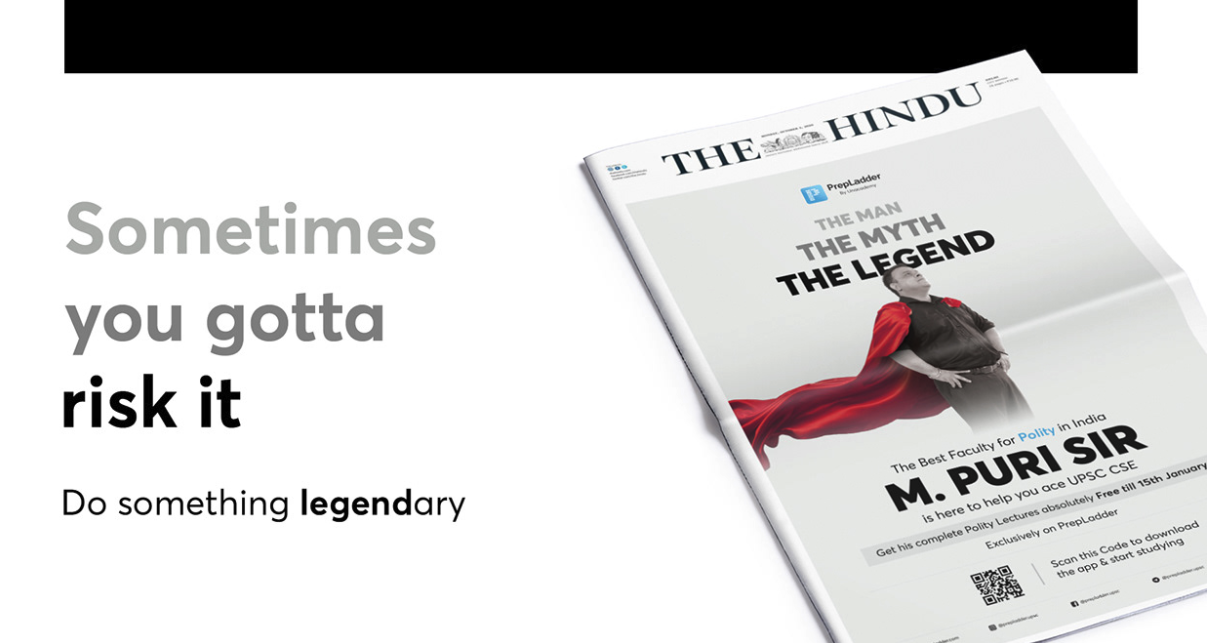 Sometimes
you gotta
risk it
Do something legendary
THE HINDU
PrepLadder
By Unacademy
THE MAN
THE MYTH
THE LEGEND
The Best Faculty for Polity in India
M. PURI SIR
is here to help you ace UPSC CSE
Get his complete Polity Lectures absolutely Free till 15th January
Exclusively on PrepLadder
Scan this Code to download
the app & start studying